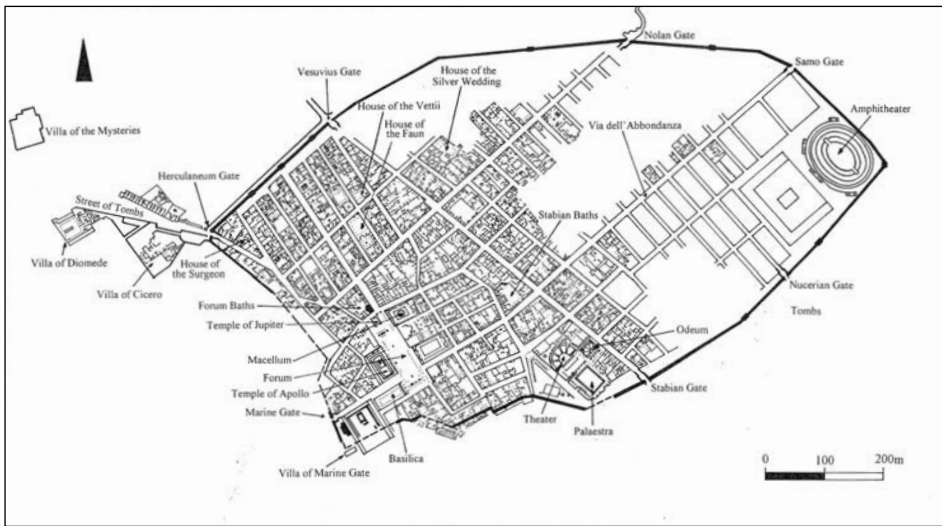 Nolan Gate
Vesuvius Gate
House of the
Silver Wedding
Samo Gate
House of the Vettii
House of
the Faun
Amphitheater
Via dell'Abbondanza
Villa of the Mysteries
Herculaneum Gate
Street of Tombs
Stabian Baths
Villa of Diomede
House of
the Surgeon
Villa of Cicero
Nucerian Gate
Forum Baths
Tombs
Temple of Jupiter
Odeum
Macellum
Forum
Temple of Apollo
Stabian Gate
Marine Gate
Theater
Palaestra
Basilica
Villa of Marine Gate
0 100 200m